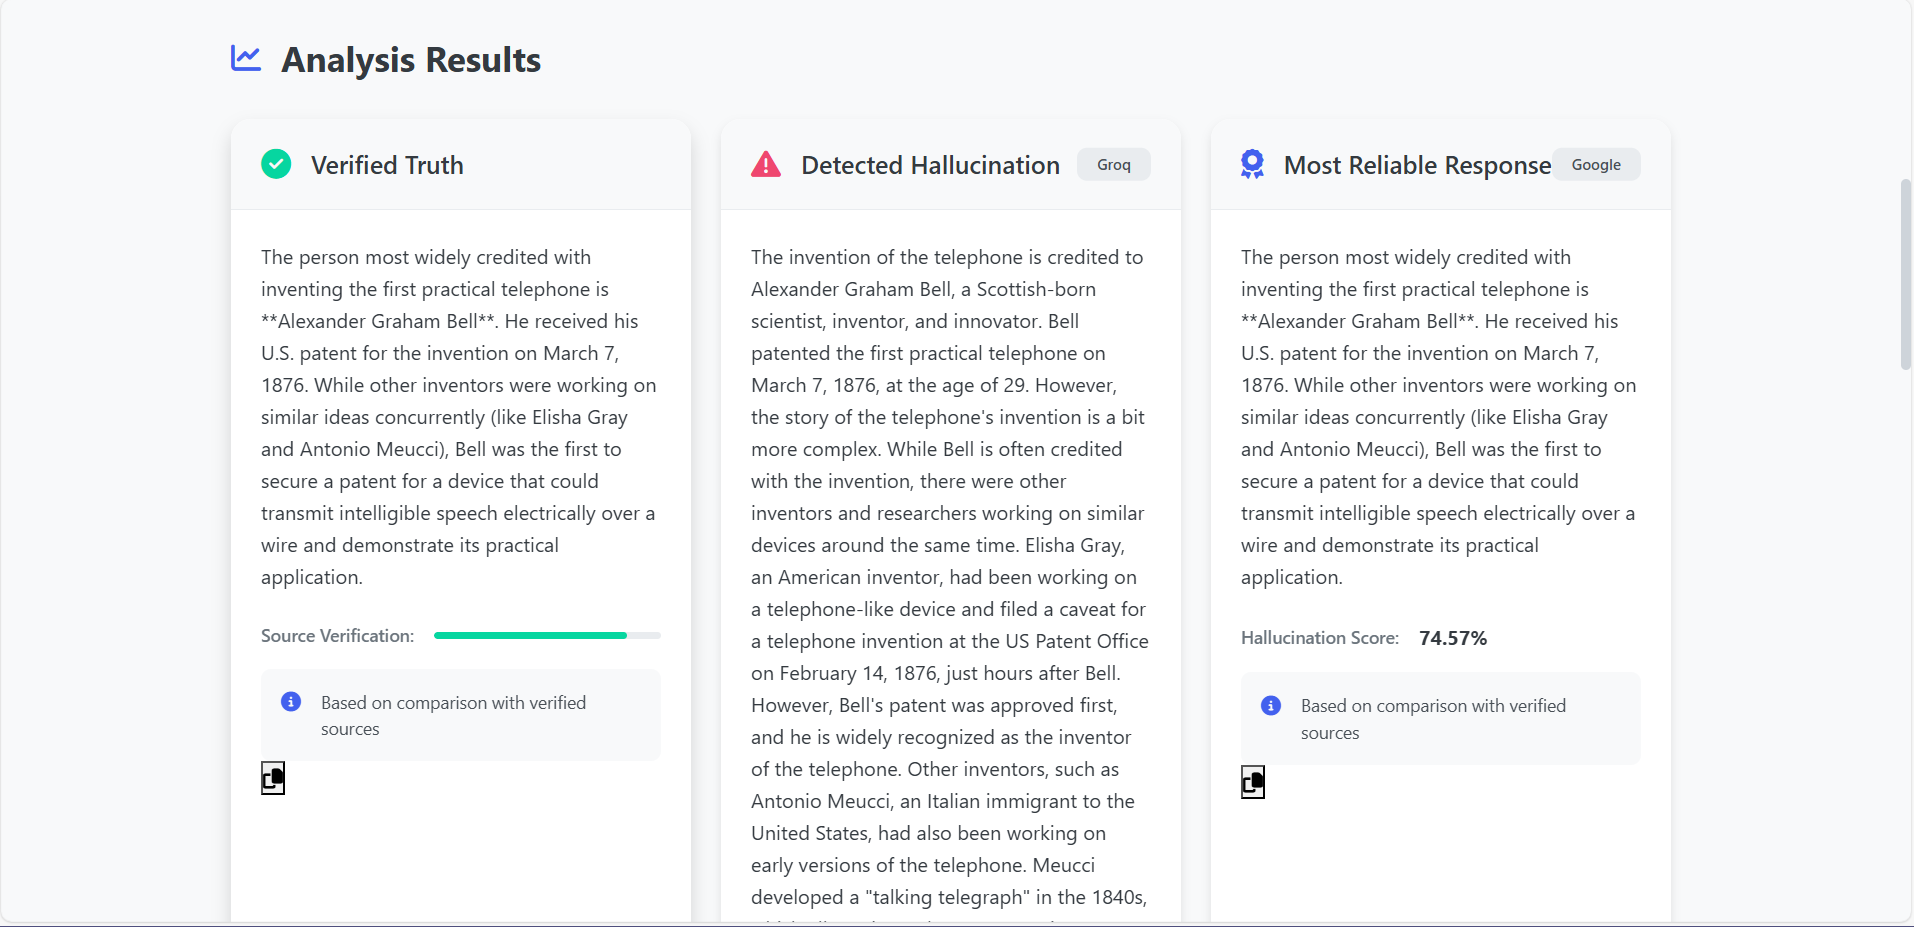 Analysis Results
Verified Truth
The person most widely credited with
inventing the first practical telephone is
**Alexander Graham Bell**. He received his
U.S. patent for the invention on March 7,
1876. While other inventors were working on
similar ideas concurrently (like Elisha Gray
and Antonio Meucci), Bell was the first to
secure a patent for a device that could
transmit intelligible speech electrically over a
wire and demonstrate its practical
application.
Source Verification:
Based on comparison with verified
sources
Detected Hallucination
Groq
The invention of the telephone is credited to
Alexander Graham Bell, a Scottish-born
scientist, inventor, and innovator. Bell
patented the first practical telephone on
March 7, 1876, at the age of 29. However,
the story of the telephone's invention is a bit
more complex. While Bell is often credited
with the invention, there were other
inventors and researchers working on similar
devices around the same time. Elisha Gray,
an American inventor, had been working on
a telephone-like device and filed a caveat for
a telephone invention at the US Patent Office
on February 14, 1876, just hours after Bell.
However, Bell's patent was approved first,
and he is widely recognized as the inventor
of the telephone. Other inventors, such as
Antonio Meucci, an Italian immigrant to the
United States, had also been working on
early versions of the telephone. Meucci
developed a "talking telegraph" in the 1840s,
Most Reliable Response
Google
The person most widely credited with
inventing the first practical telephone is
**Alexander Graham Bell**. He received his
U.S. patent for the invention on March 7,
1876. While other inventors were working on
similar ideas concurrently (like Elisha Gray
and Antonio Meucci), Bell was the first to
secure a patent for a device that could
transmit intelligible speech electrically over a
wire and demonstrate its practical
application.
Hallucination Score: 74.57%
Based on comparison with verified
sources